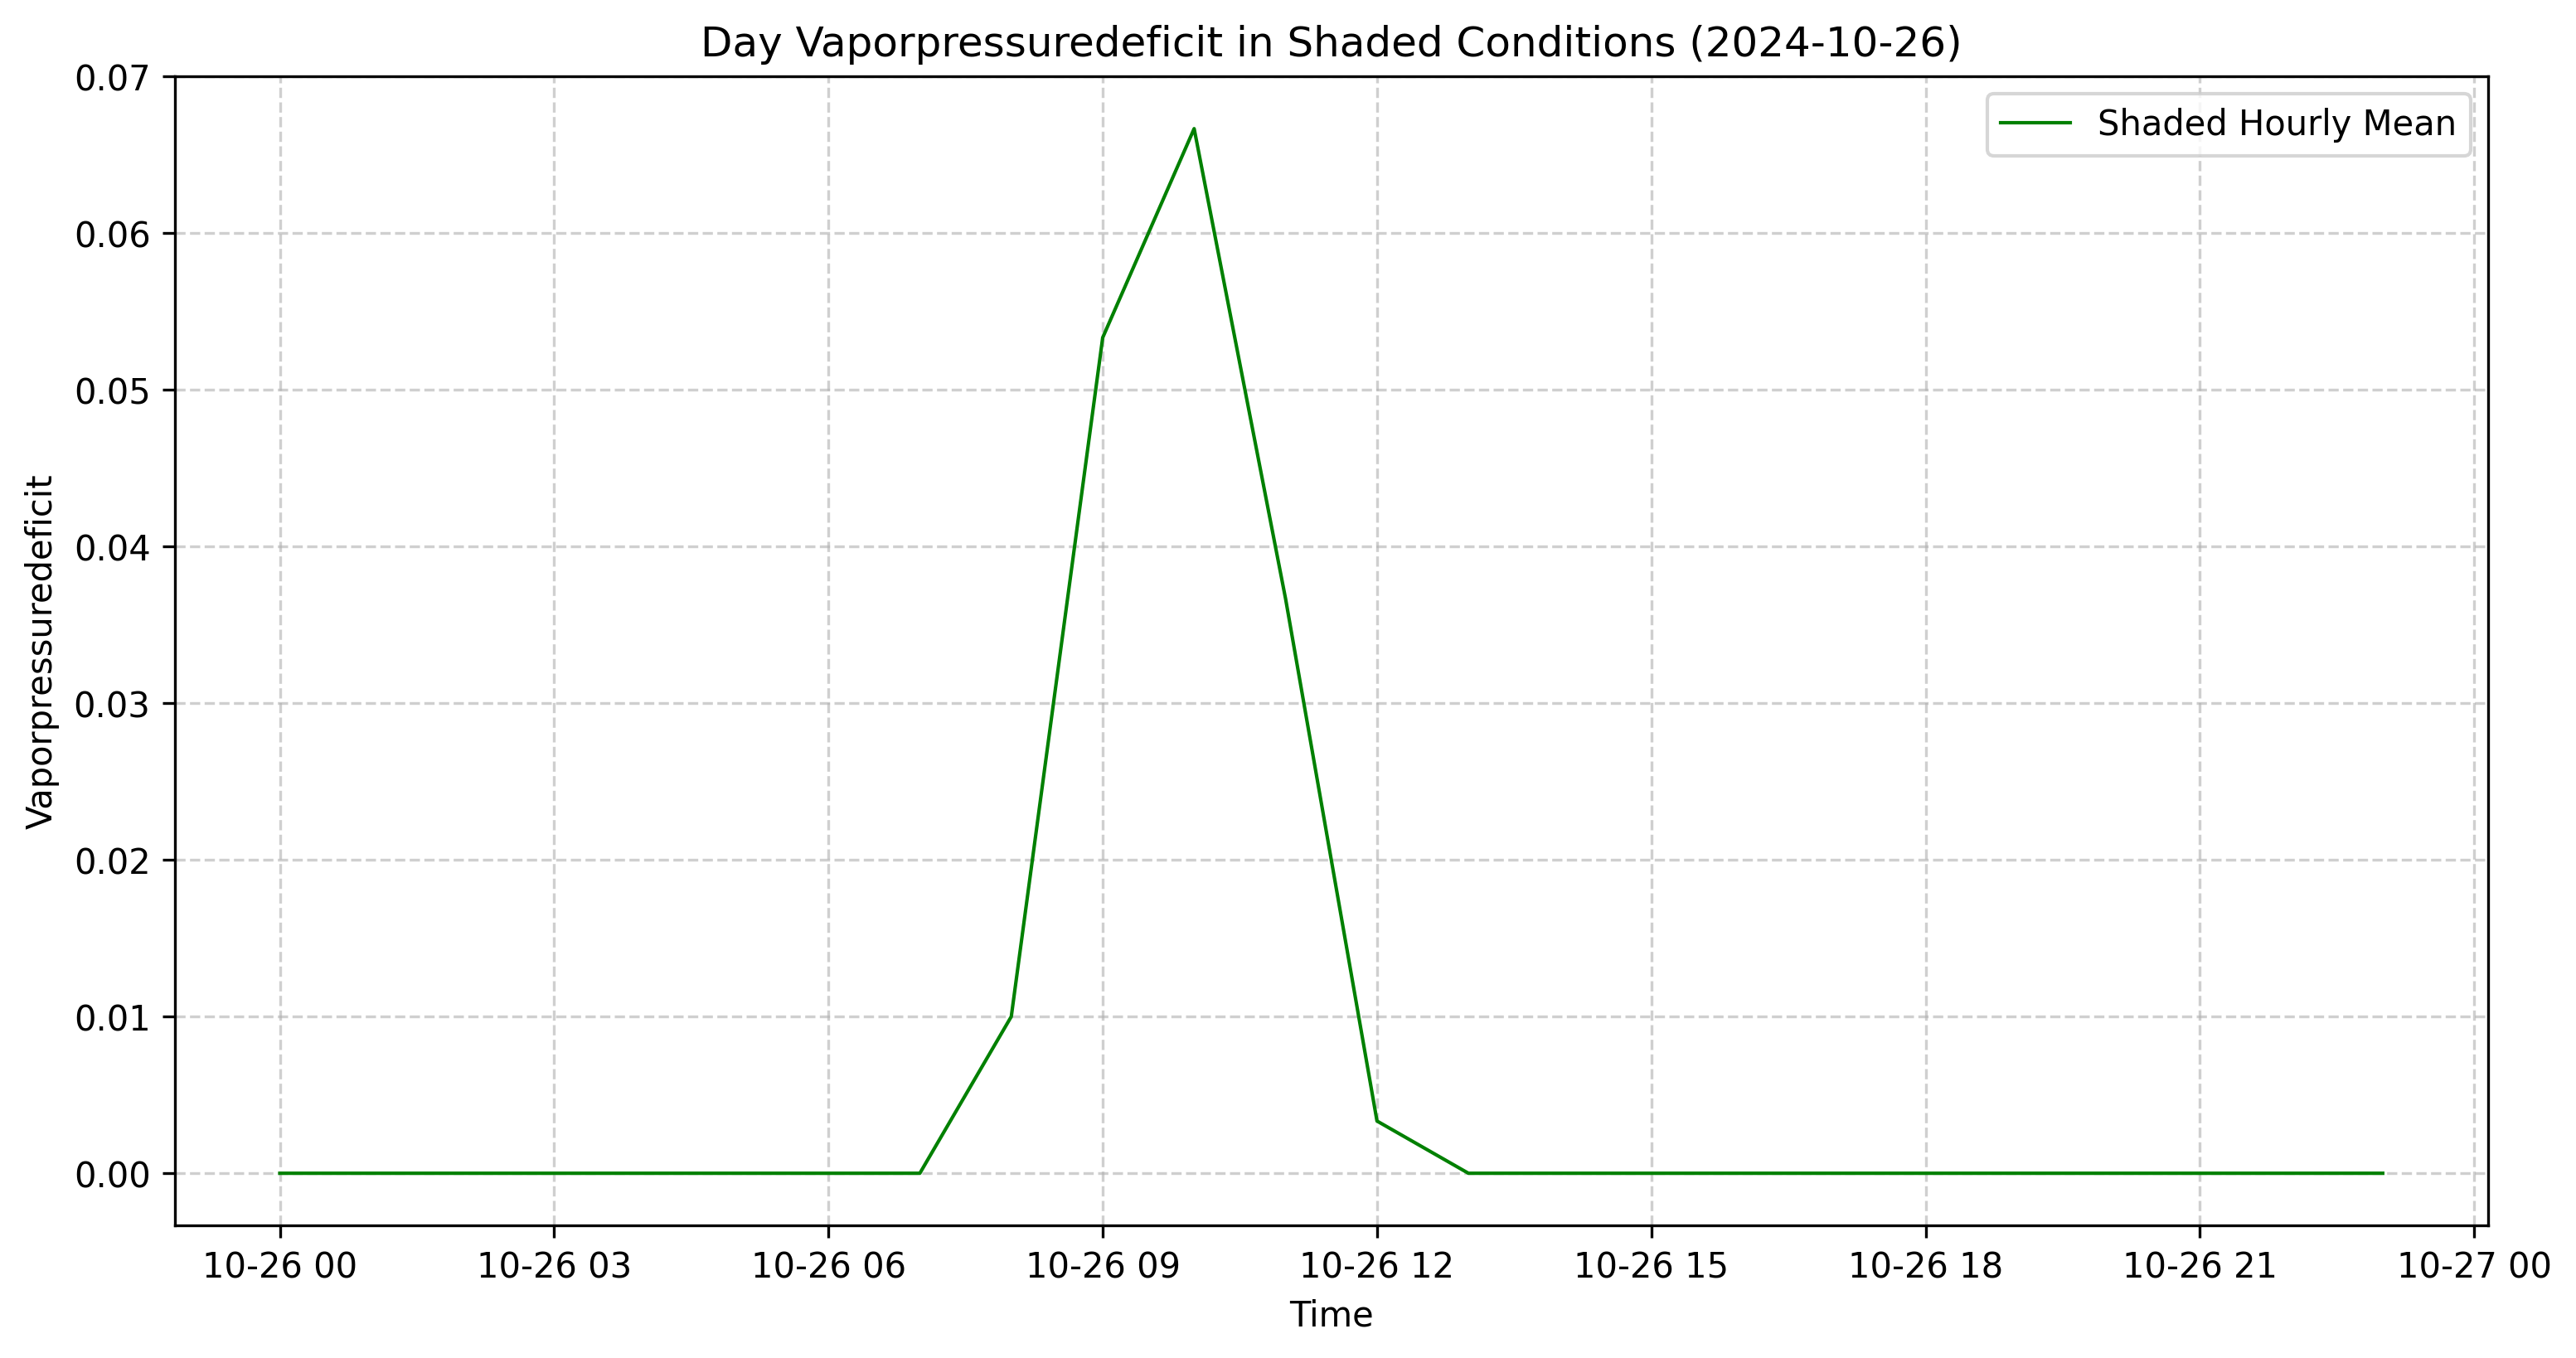 Day Vaporpressuredeficit in Shaded Conditions (2024-10-26)
Shaded Hourly Mean
Vaporpressuredeficit
0.07
0.06
0.05
0.04
0.03
0.02
0.01
0.00
10-26 00 10-26 03 10-26 06 10-26 09 10-26 12 10-26 15 10-26 18 10-26 21 10-27 00
Time